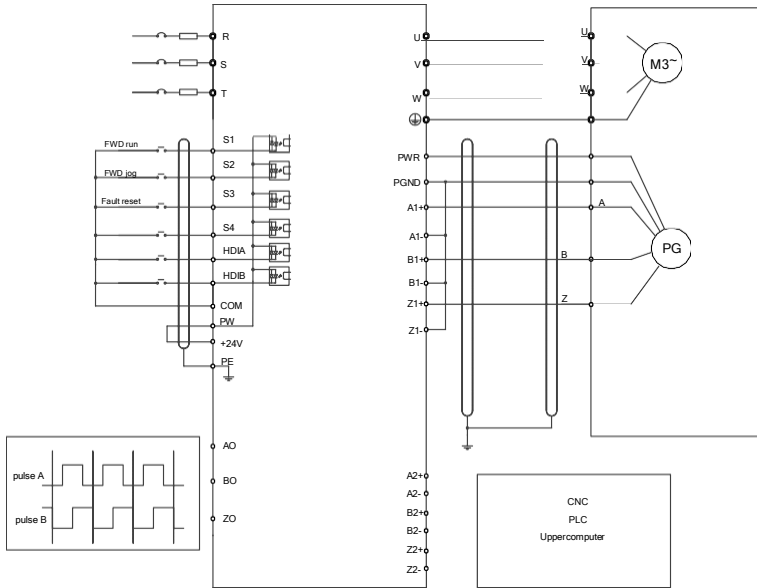 R
S
T
U
V
W
U
V
W
M3~
FWD run
FWD jog
Fault reset
S1
S2
S3
S4
HDIA
HDIB
COM
PW
+24V
PE
PWR
PGND
A1+
A1-
B1+
B1-
Z1+
Z1-
A
B
Z
PG
pulse A
pulse B
AO
BO
ZO
A2+
A2-
B2+
B2-
Z2+
Z2-
CNC
PLC
Uppercomputer